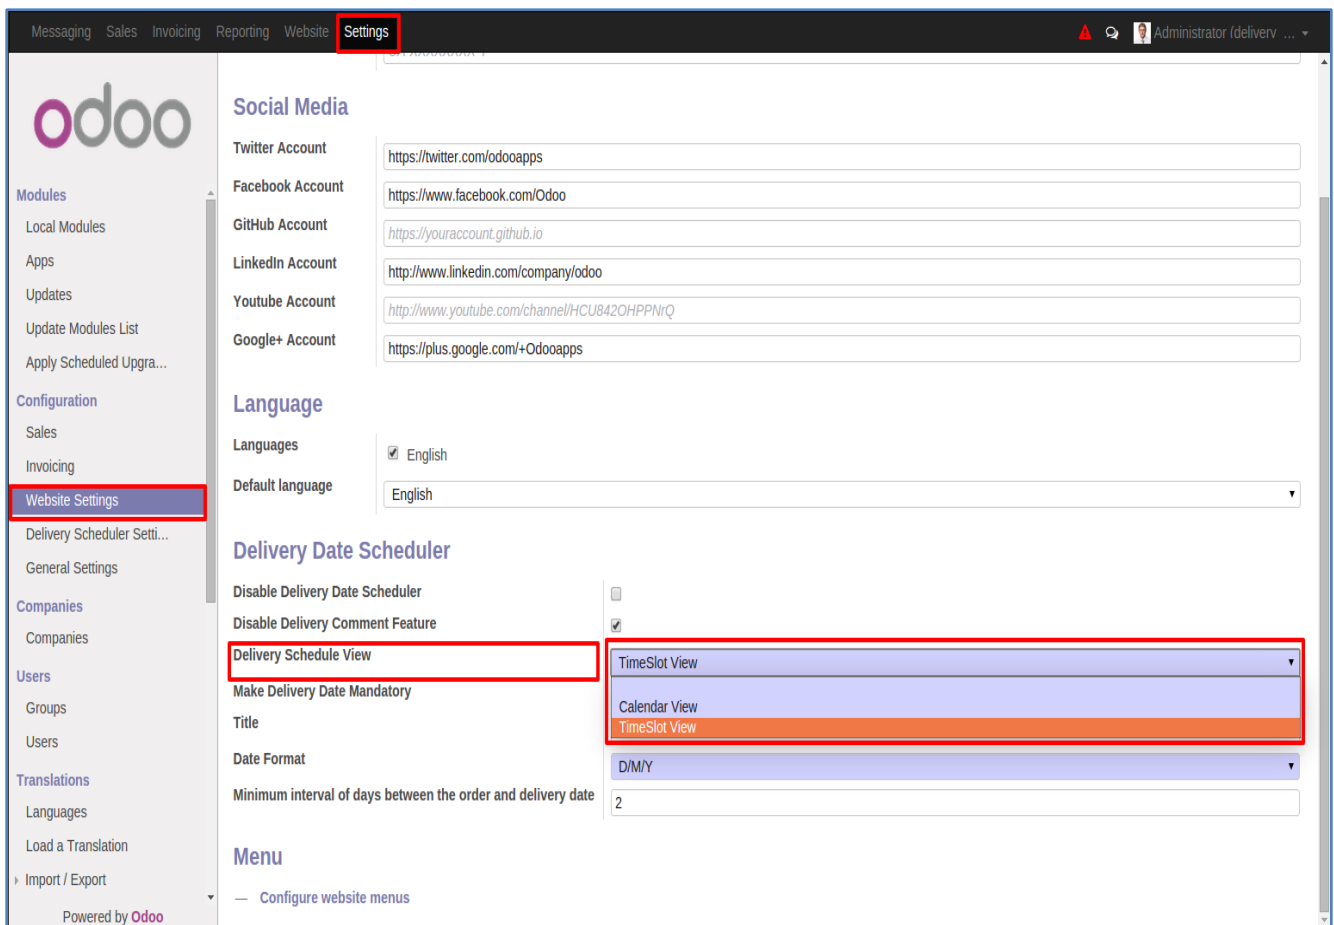 Messaging Sales Invoicing Reporting Website Settings
Administrator (delivery ...
odoo
Modules
Local Modules
Apps
Updates
Update Modules List
Apply Scheduled Upgra...
Configuration
Sales
Invoicing
Website Settings
Delivery Scheduler Setti...
General Settings
Companies
Companies
Users
Groups
Users
Translations
Languages
Load a Translation
Import / Export
Powered by Odoo
Social Media
Twitter Account https://twitter.com/odooapps
Facebook Account https://www.facebook.com/Odoo
GitHub Account https://youraccount.github.io
LinkedIn Account http://www.linkedin.com/company/odoo
Youtube Account http://www.youtube.com/channel/HCU842OHPPNrQ
Google+ Account https://plus.google.com/+Odooapps
Language
Languages English
Default language English
Delivery Date Scheduler
Disable Delivery Date Scheduler
Disable Delivery Comment Feature
Delivery Schedule View TimeSlot View
Calendar View
TimeSlot View
Make Delivery Date Mandatory
Title
Date Format D/M/Y
Minimum interval of days between the order and delivery date 2
Menu
— Configure website menus